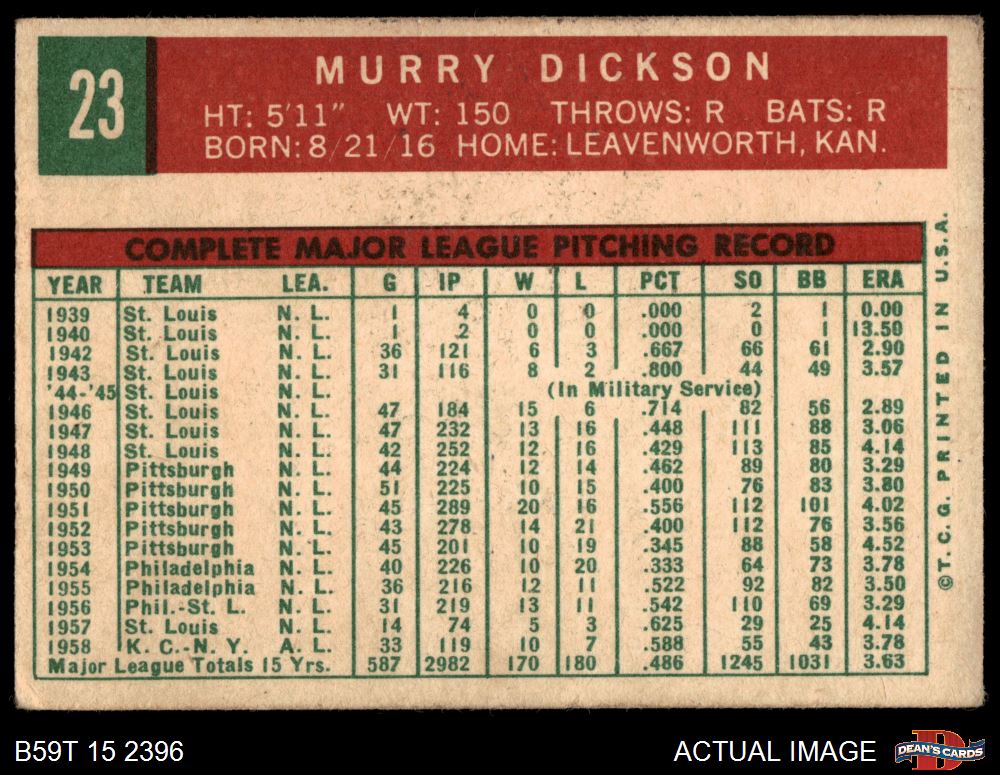 23
MURRY DICKSON
HT: 5'11" WT: 150 THROWS: R BATS: R
BORN: 8/21/16 HOME: LEAVENWORTH, KAN.
COMPLETE MAJOR LEAGUE PITCHING RECORD
YEAR TEAM LEA. G IP W L PCT SO BB ERA
1939 St. Louis N. L. 1 4 0 0 .000 2 1 0.00
1940 St. Louis N. L. 1 2 0 0 .000 0 1 13.50
1942 St. Louis N. L. 36 121 6 3 .667 66 61 2.90
1943 St. Louis N. L. 31 116 8 2 .800 44 49 3.57
'44-'45 St. Louis N. L. (In Military Service)
1946 St. Louis N. L. 47 184 15 6 .714 82 56 2.89
1947 St. Louis N. L. 47 232 13 16 .448 111 88 3.06
1948 St. Louis N. L. 42 252 12 16 .429 113 85 4.14
1949 Pittsburgh N. L. 44 224 12 14 .462 89 80 3.29
1950 Pittsburgh N. L. 51 225 10 15 .400 76 83 3.80
1951 Pittsburgh N. L. 45 289 20 16 .556 112 101 4.02
1952 Pittsburgh N. L. 43 278 14 21 .400 112 76 3.56
1953 Pittsburgh N. L. 45 201 10 19 .345 88 58 4.52
1954 Philadelphia N. L. 40 226 10 20 .333 64 73 3.78
1955 Philadelphia N. L. 36 216 12 11 .522 92 82 3.50
1956 Phil.-St. L. N. L. 31 219 13 11 .542 110 69 3.29
1957 St. Louis N. L. 14 74 5 3 .625 29 25 4.14
1958 K. C.-N. Y. A. L. 33 119 10 7 .588 55 43 3.78
Major League Totals 15 Yrs. 587 2982 170 180 .486 1245 1031 3.63
©T. C. G. PRINTED IN U.S.A.
B59T 15 2396
ACTUAL IMAGE
DEAN'S CARDS